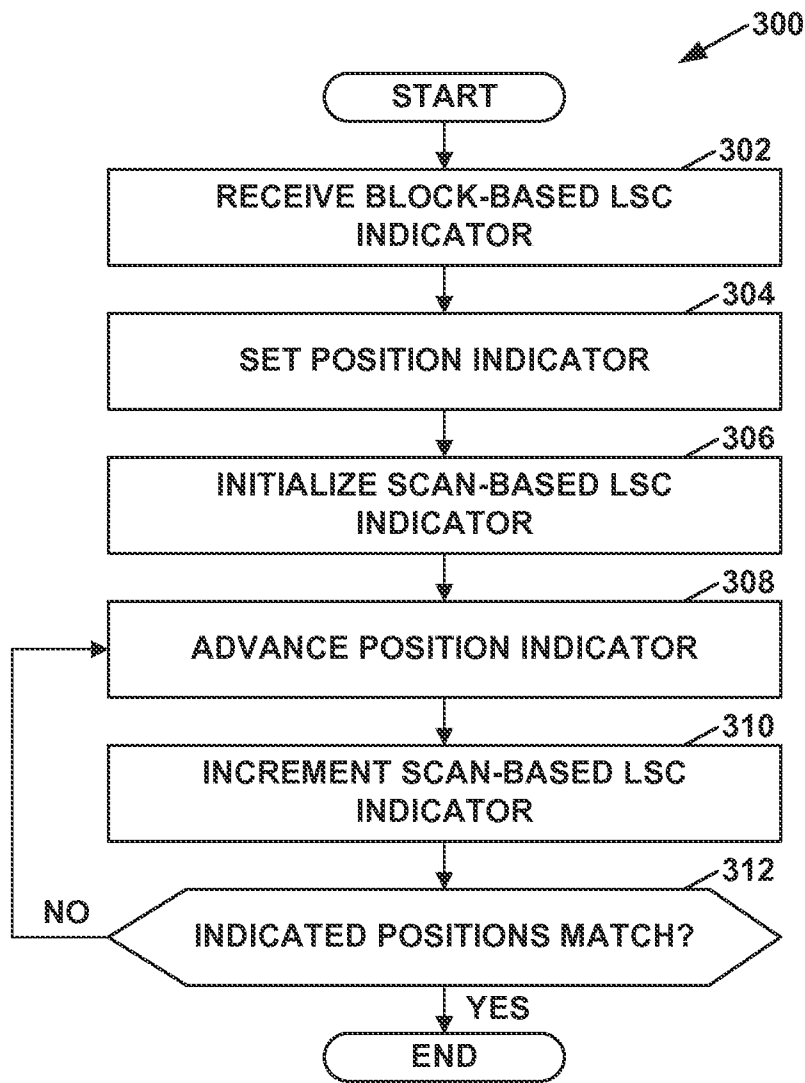 300
START
302
RECEIVE BLOCK-BASED LSC
INDICATOR
304
SET POSITION INDICATOR
306
INITIALIZE SCAN-BASED LSC
INDICATOR
308
ADVANCE POSITION INDICATOR
310
INCREMENT SCAN-BASED LSC
INDICATOR
312
NO
INDICATED POSITIONS MATCH?
YES
END